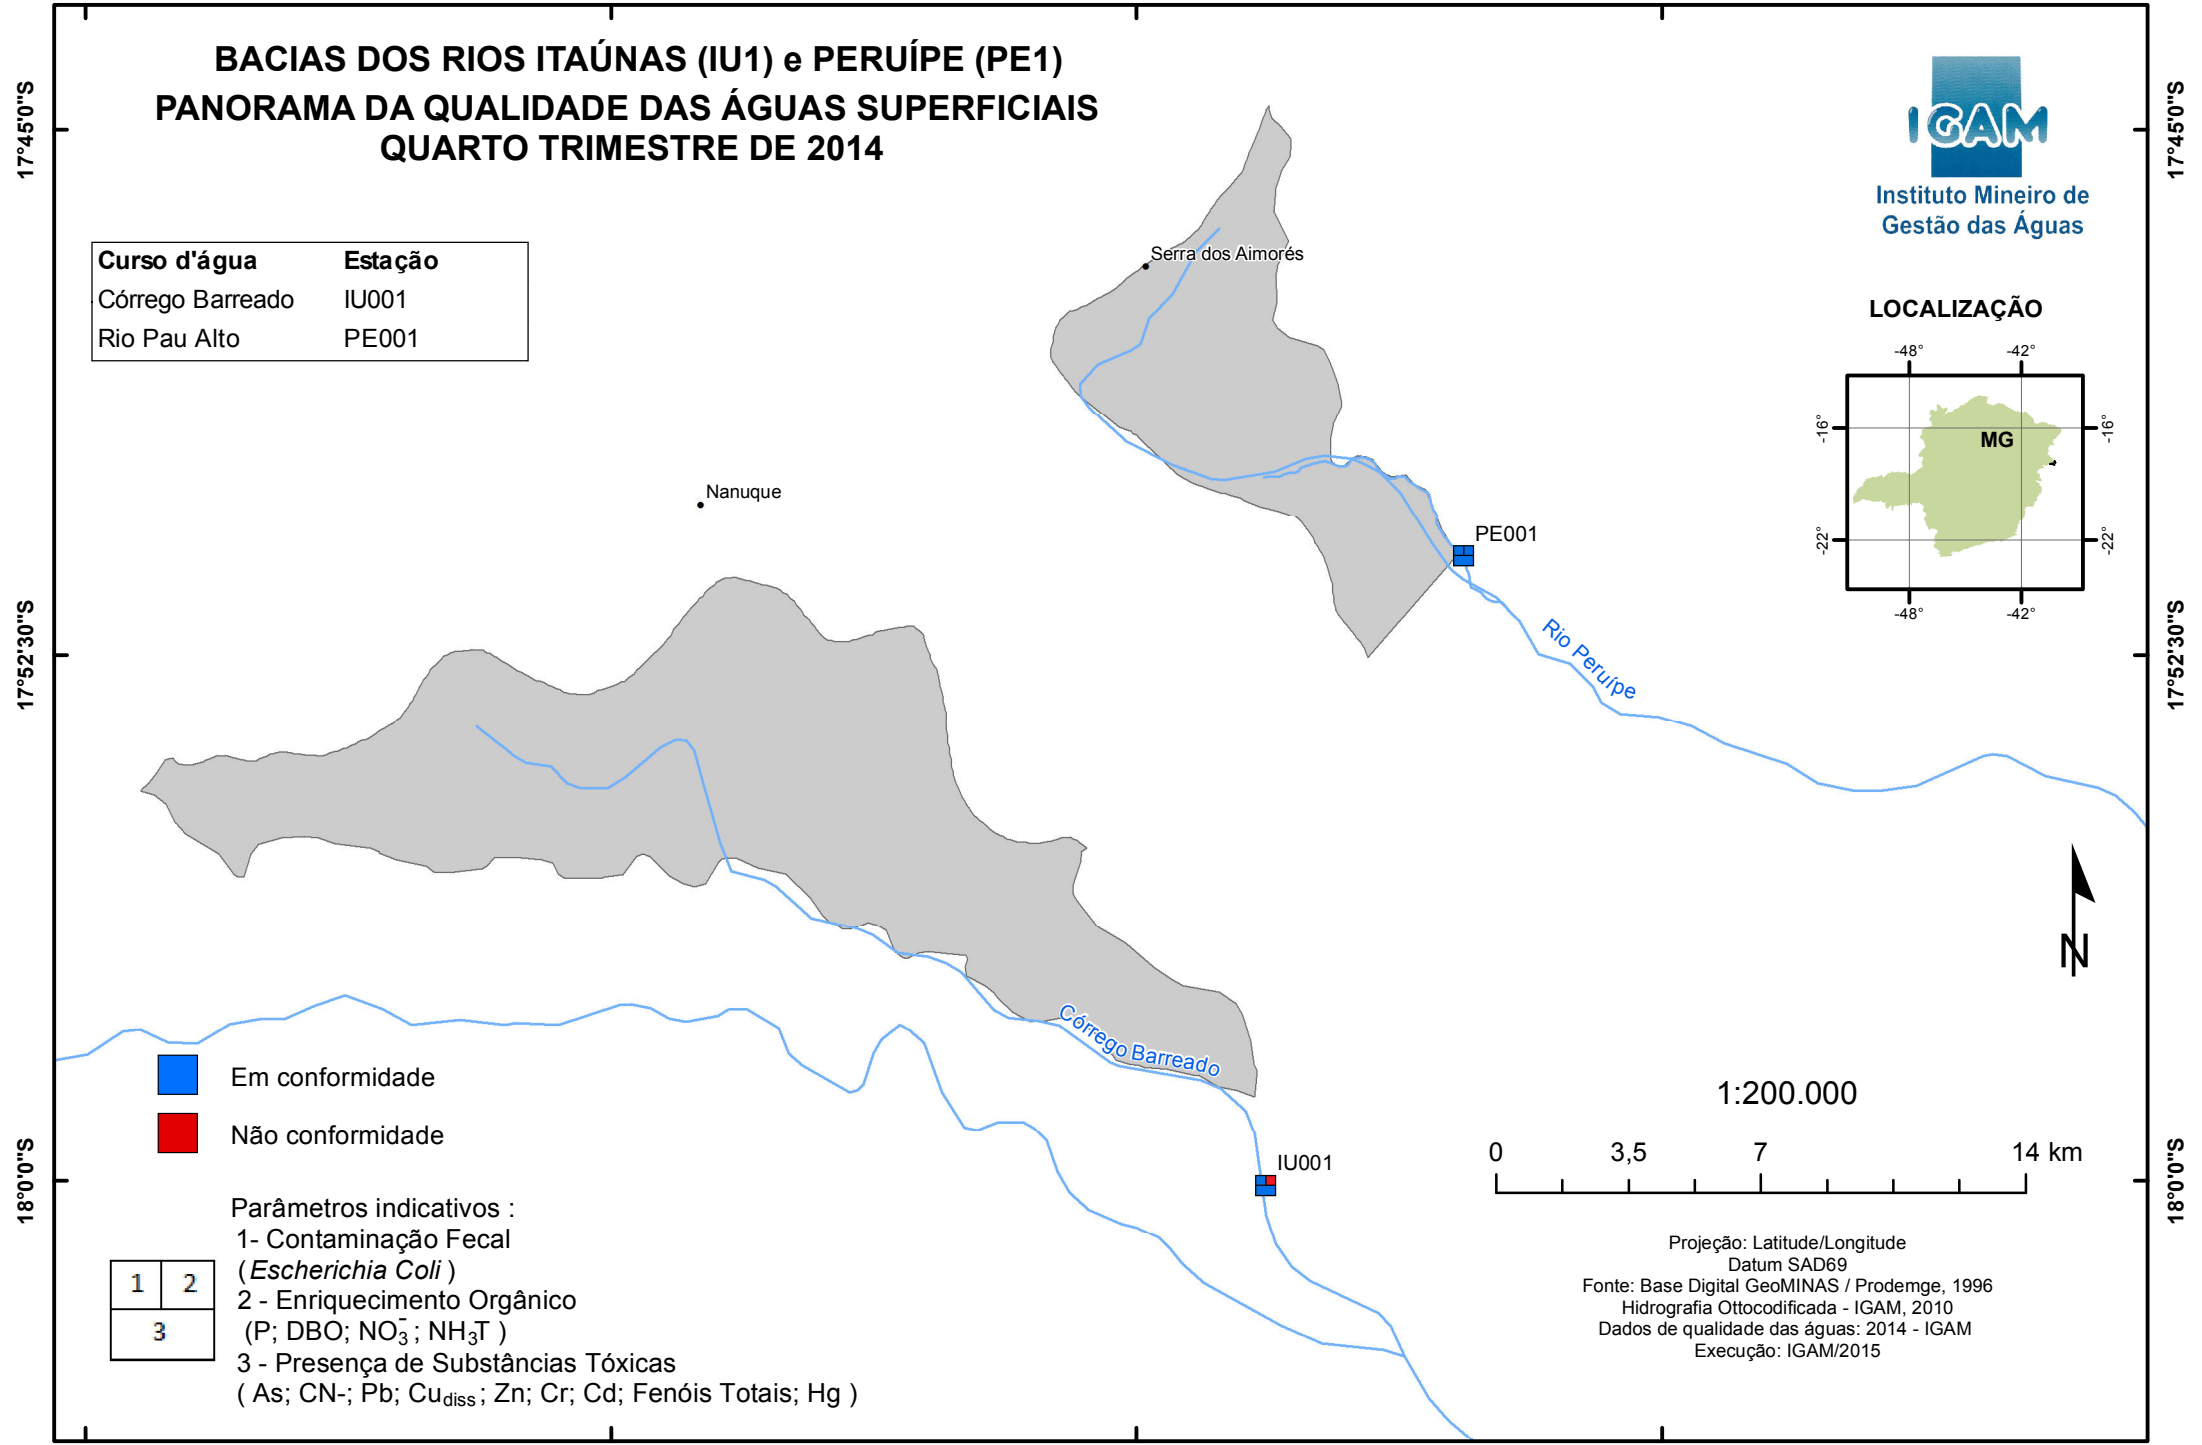 BACIAS DOS RIOS ITAÚNAS (IU1) e PERUÍPE (PE1)
PANORAMA DA QUALIDADE DAS ÁGUAS SUPERFICIAIS
QUARTO TRIMESTRE DE 2014
17°45'0"S
17°45'0"S
IGAM
Instituto Mineiro de
Gestão das Águas
Curso d'água Estação
Córrego Barreado IU001
Rio Pau Alto PE001
Serra dos Aimorés
LOCALIZAÇÃO
-48° -42°
-16° -16°
MG
-22° -22°
-48° -42°
Nanuque
PE001
17°52'30"S
17°52'30"S
Rio Peruípe
N
Córrego Barreado
Em conformidade
Não conformidade
1:200.000
0 3,5 7 14 km
IU001
18°0'0"S
18°0'0"S
Parâmetros indicativos :
1- Contaminação Fecal
(Escherichia Coli )
2 - Enriquecimento Orgânico
(P; DBO; NO3-; NH3T )
3 - Presença de Substâncias Tóxicas
( As; CN-; Pb; Cudiss; Zn; Cr; Cd; Fenóis Totais; Hg )
1 2
3
Projeção: Latitude/Longitude
Datum SAD69
Fonte: Base Digital GeoMINAS / Prodemge, 1996
Hidrografia Ottocodificada - IGAM, 2010
Dados de qualidade das águas: 2014 - IGAM
Execução: IGAM/2015